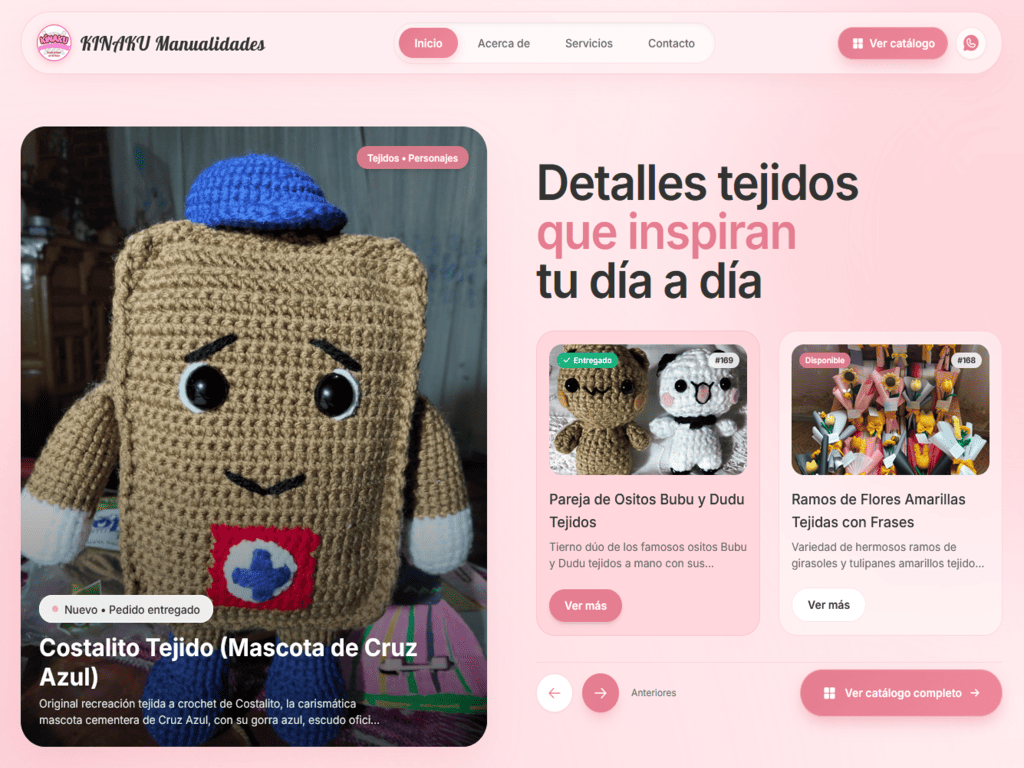 KINAKU
KINAKU Manualidades
Inicio
Acerca de
Servicios
Contacto
Ver catálogo
Tejidos • Personajes
Nuevo • Pedido entregado
Costalito Tejido (Mascota de Cruz
Azul)
Original recreación tejida a crochet de Costalito, la carismática
mascota cementera de Cruz Azul, con su gorra azul, escudo ofici...
Detalles tejidos
que inspiran
tu día a día
Entregado
#169
Pareja de Ositos Bubu y Dudu
Tejidos
Tierno dúo de los famosos ositos Bubu
y Dudu tejidos a mano con sus...
Ver más
Disponible
#168
Ramos de Flores Amarillas
Tejidas con Frases
Variedad de hermosos ramos de
girasoles y tulipanes amarillos tejido...
Ver más
Anteriores
Ver catálogo completo